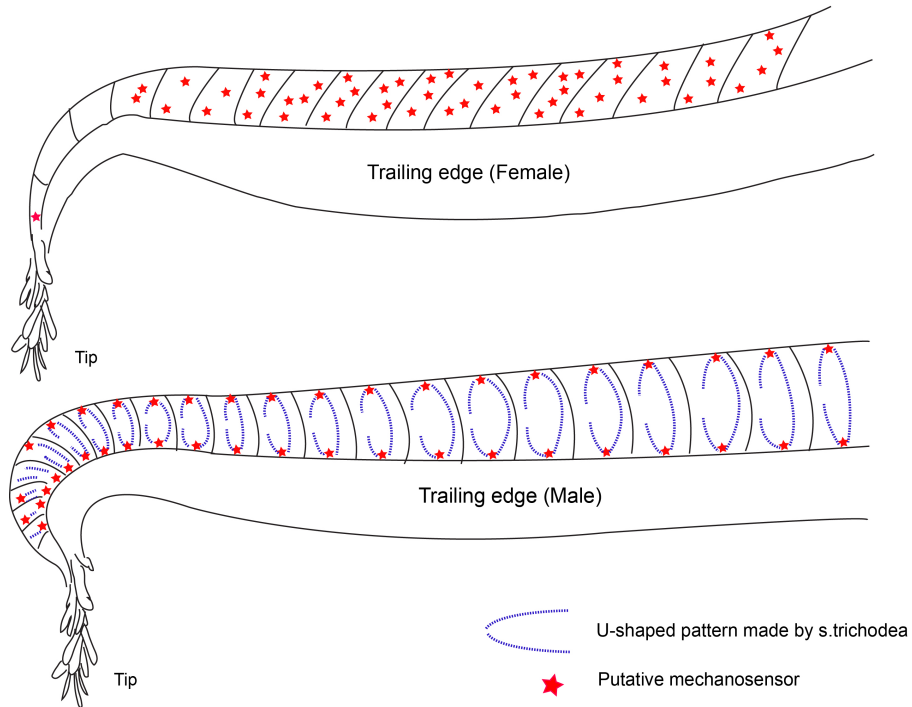 Trailing edge (Female)
Tip
Trailing edge (Male)
U-shaped pattern made by s.trichodea
Putative mechanosensor
Tip